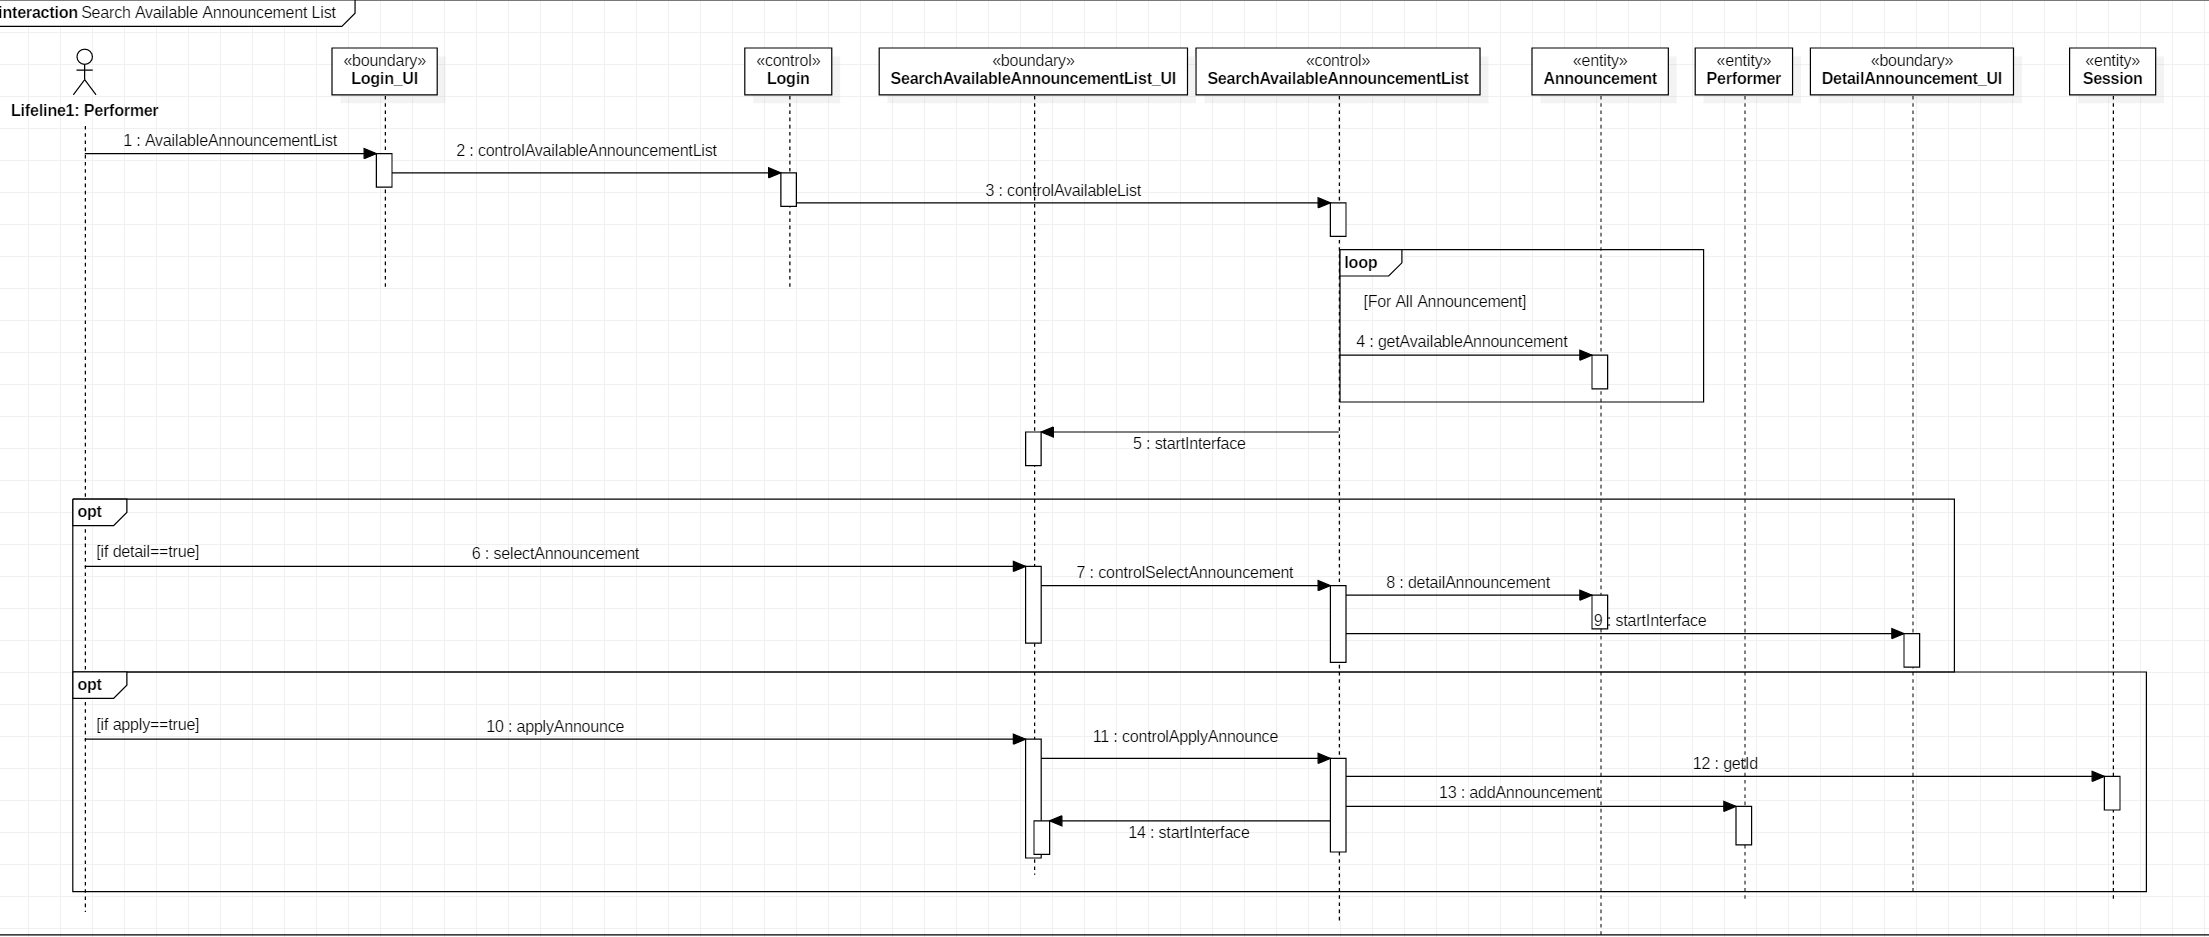 interaction Search Available Announcement List
«boundary»
Login_UI
«control»
Login
«boundary»
SearchAvailableAnnouncementList_UI
«control»
SearchAvailableAnnouncementList
«entity»
Announcement
«entity»
Performer
«boundary»
DetailAnnouncement_UI
«entity»
Session
Lifeline1: Performer
1 : AvailableAnnouncementList
2 : controlAvailableAnnouncementList
3 : controlAvailableList
loop
[For All Announcement]
4 : getAvailableAnnouncement
5 : startInterface
opt
[if detail==true]
6 : selectAnnouncement
7 : controlSelectAnnouncement
8 : detailAnnouncement
9 : startInterface
opt
[if apply==true]
10 : applyAnnounce
11 : controlApplyAnnounce
12 : getId
13 : addAnnouncement
14 : startInterface